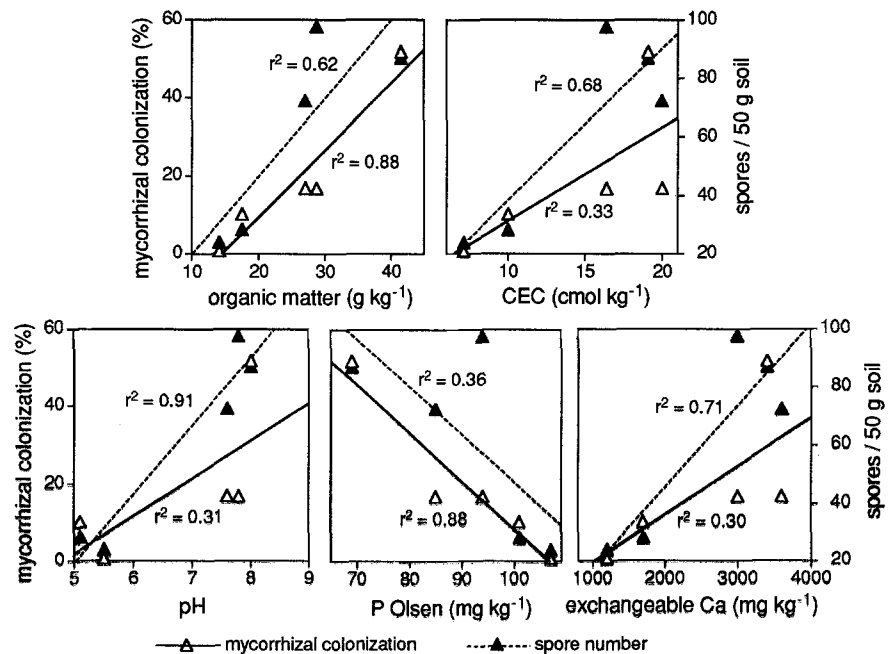 mycorrhizal colonization (%)
60
40
20
0
r² = 0.62
r² = 0.88
10
20
30
40
organic matter (g kg⁻¹)
r² = 0.68
r² = 0.33
10
15
20
CEC (cmol kg⁻¹)
100
80
60
40
20
spores / 50 g soil
mycorrhizal colonization (%)
60
40
20
0
r² = 0.91
r² = 0.31
5
6
7
8
9
pH
r² = 0.36
r² = 0.88
70
80
90
100
P Olsen (mg kg⁻¹)
r² = 0.71
r² = 0.30
1000
2000
3000
4000
exchangeable Ca (mg kg⁻¹)
100
80
60
40
20
spores / 50 g soil
mycorrhizal colonization
spore number